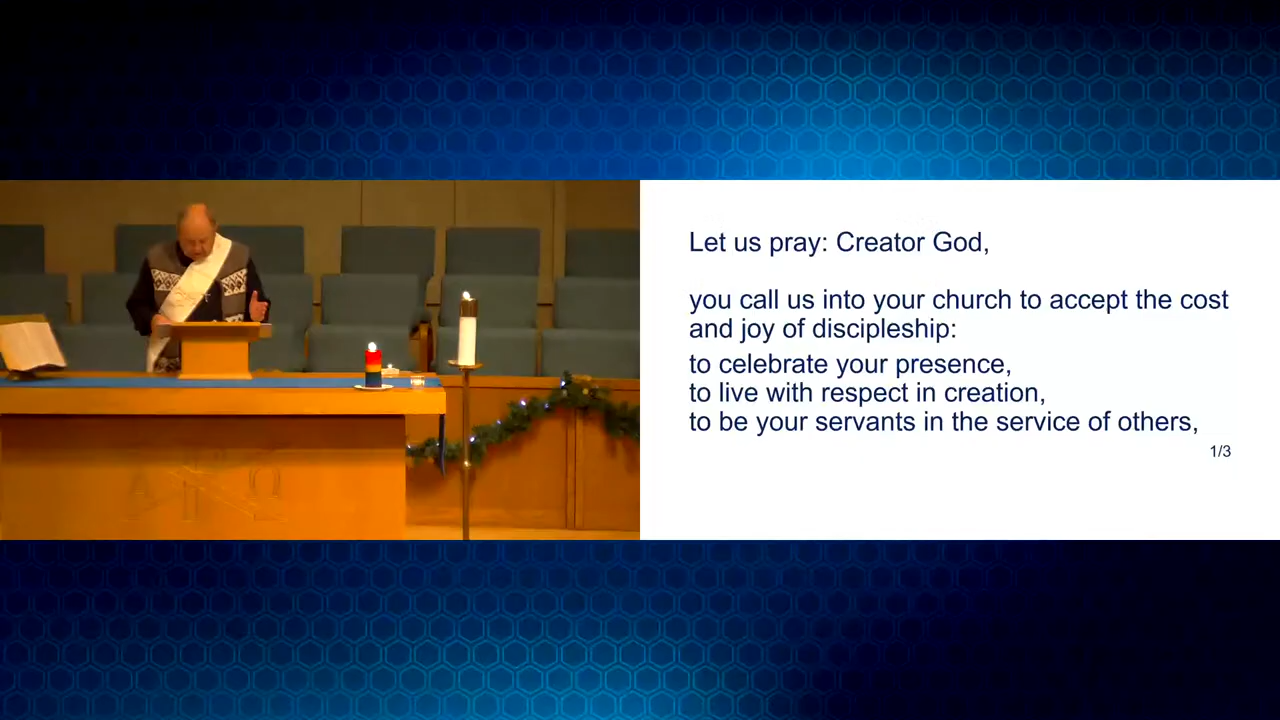 Let us pray: Creator God,
you call us into your church to accept the cost
and joy of discipleship:
to celebrate your presence,
to live with respect in creation,
to be your servants in the service of others,
1/3